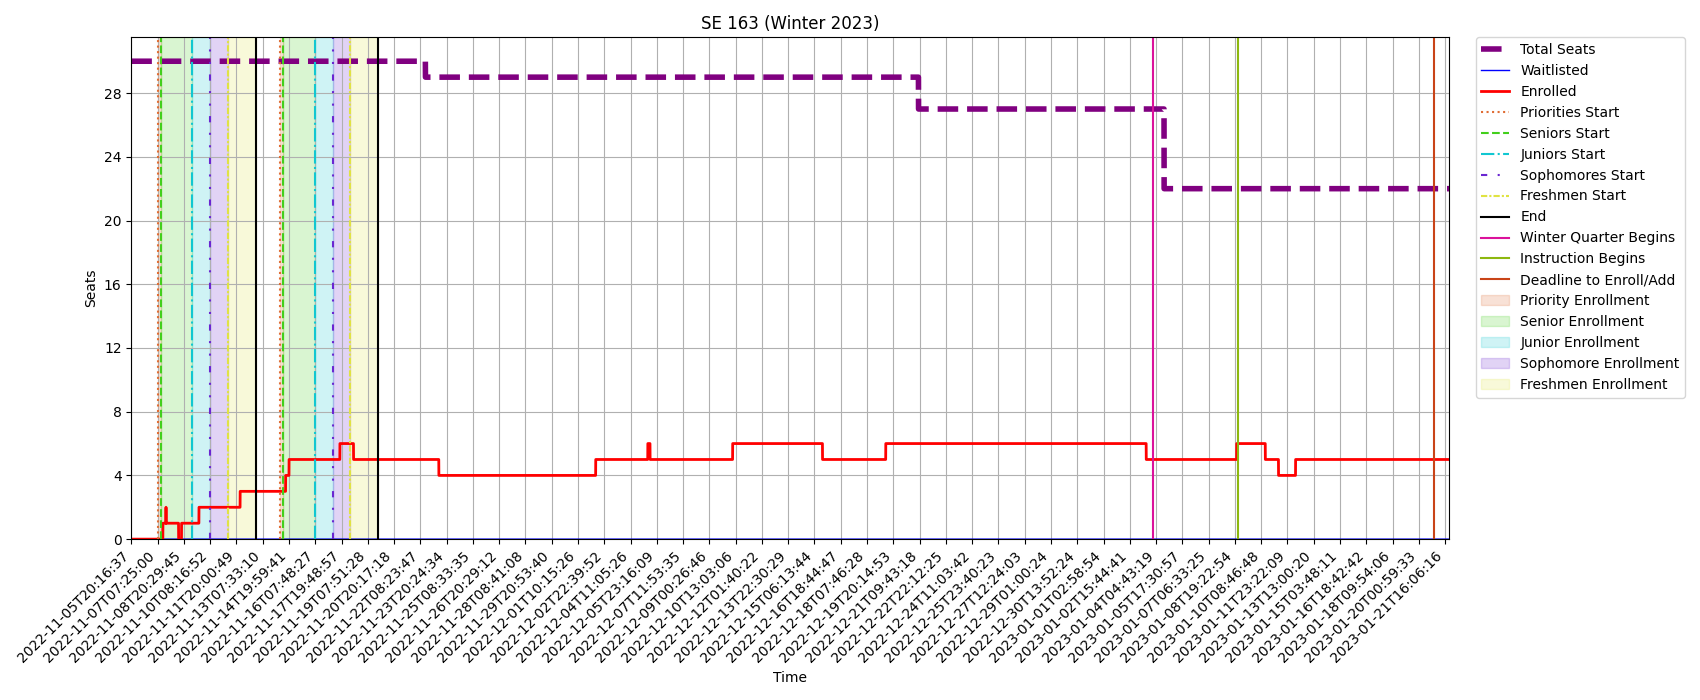 SE 163 (Winter 2023)
Seats
28
24
20
16
12
8
4
0
2022-11-05T20:16:37
2022-11-07T07:25:00
2022-11-08T20:29:45
2022-11-10T08:16:52
2022-11-11T20:00:49
2022-11-13T07:33:10
2022-11-14T19:59:41
2022-11-16T07:48:27
2022-11-17T19:48:57
2022-11-19T07:51:28
2022-11-20T20:17:18
2022-11-22T08:23:47
2022-11-23T20:24:34
2022-11-25T08:33:35
2022-11-26T20:29:12
2022-11-28T08:41:08
2022-11-29T20:53:40
2022-12-01T10:15:26
2022-12-02T22:39:52
2022-12-04T11:05:26
2022-12-05T23:16:09
2022-12-07T11:53:35
2022-12-09T00:26:46
2022-12-10T13:03:06
2022-12-12T01:40:22
2022-12-13T22:30:29
2022-12-15T06:13:44
2022-12-16T18:44:47
2022-12-18T07:46:28
2022-12-19T20:14:53
2022-12-21T09:43:18
2022-12-22T22:12:25
2022-12-24T11:03:42
2022-12-25T23:40:23
2022-12-27T12:24:03
2022-12-29T01:00:24
2022-12-30T13:52:24
2023-01-01T02:58:54
2023-01-02T15:44:41
2023-01-04T04:43:19
2023-01-05T17:30:57
2023-01-07T06:33:25
2023-01-08T19:22:54
2023-01-10T08:46:48
2023-01-11T23:22:09
2023-01-13T13:00:20
2023-01-15T03:48:11
2023-01-16T18:42:42
2023-01-18T09:54:06
2023-01-20T00:59:33
2023-01-21T16:06:16
Time
Total Seats
Waitlisted
Enrolled
Priorities Start
Seniors Start
Juniors Start
Sophomores Start
Freshmen Start
End
Winter Quarter Begins
Instruction Begins
Deadline to Enroll/Add
Priority Enrollment
Senior Enrollment
Junior Enrollment
Sophomore Enrollment
Freshmen Enrollment